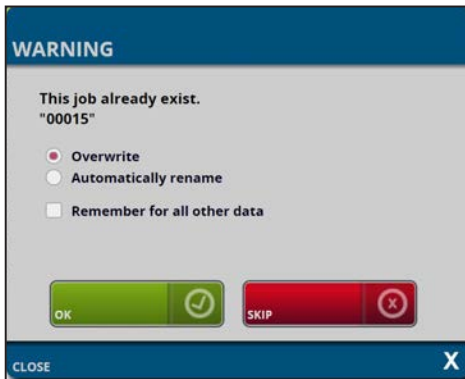 WARNING
This job already exist.
"00015"
Overwrite
Automatically rename
Remember for all other data
OK
SKIP
CLOSE X